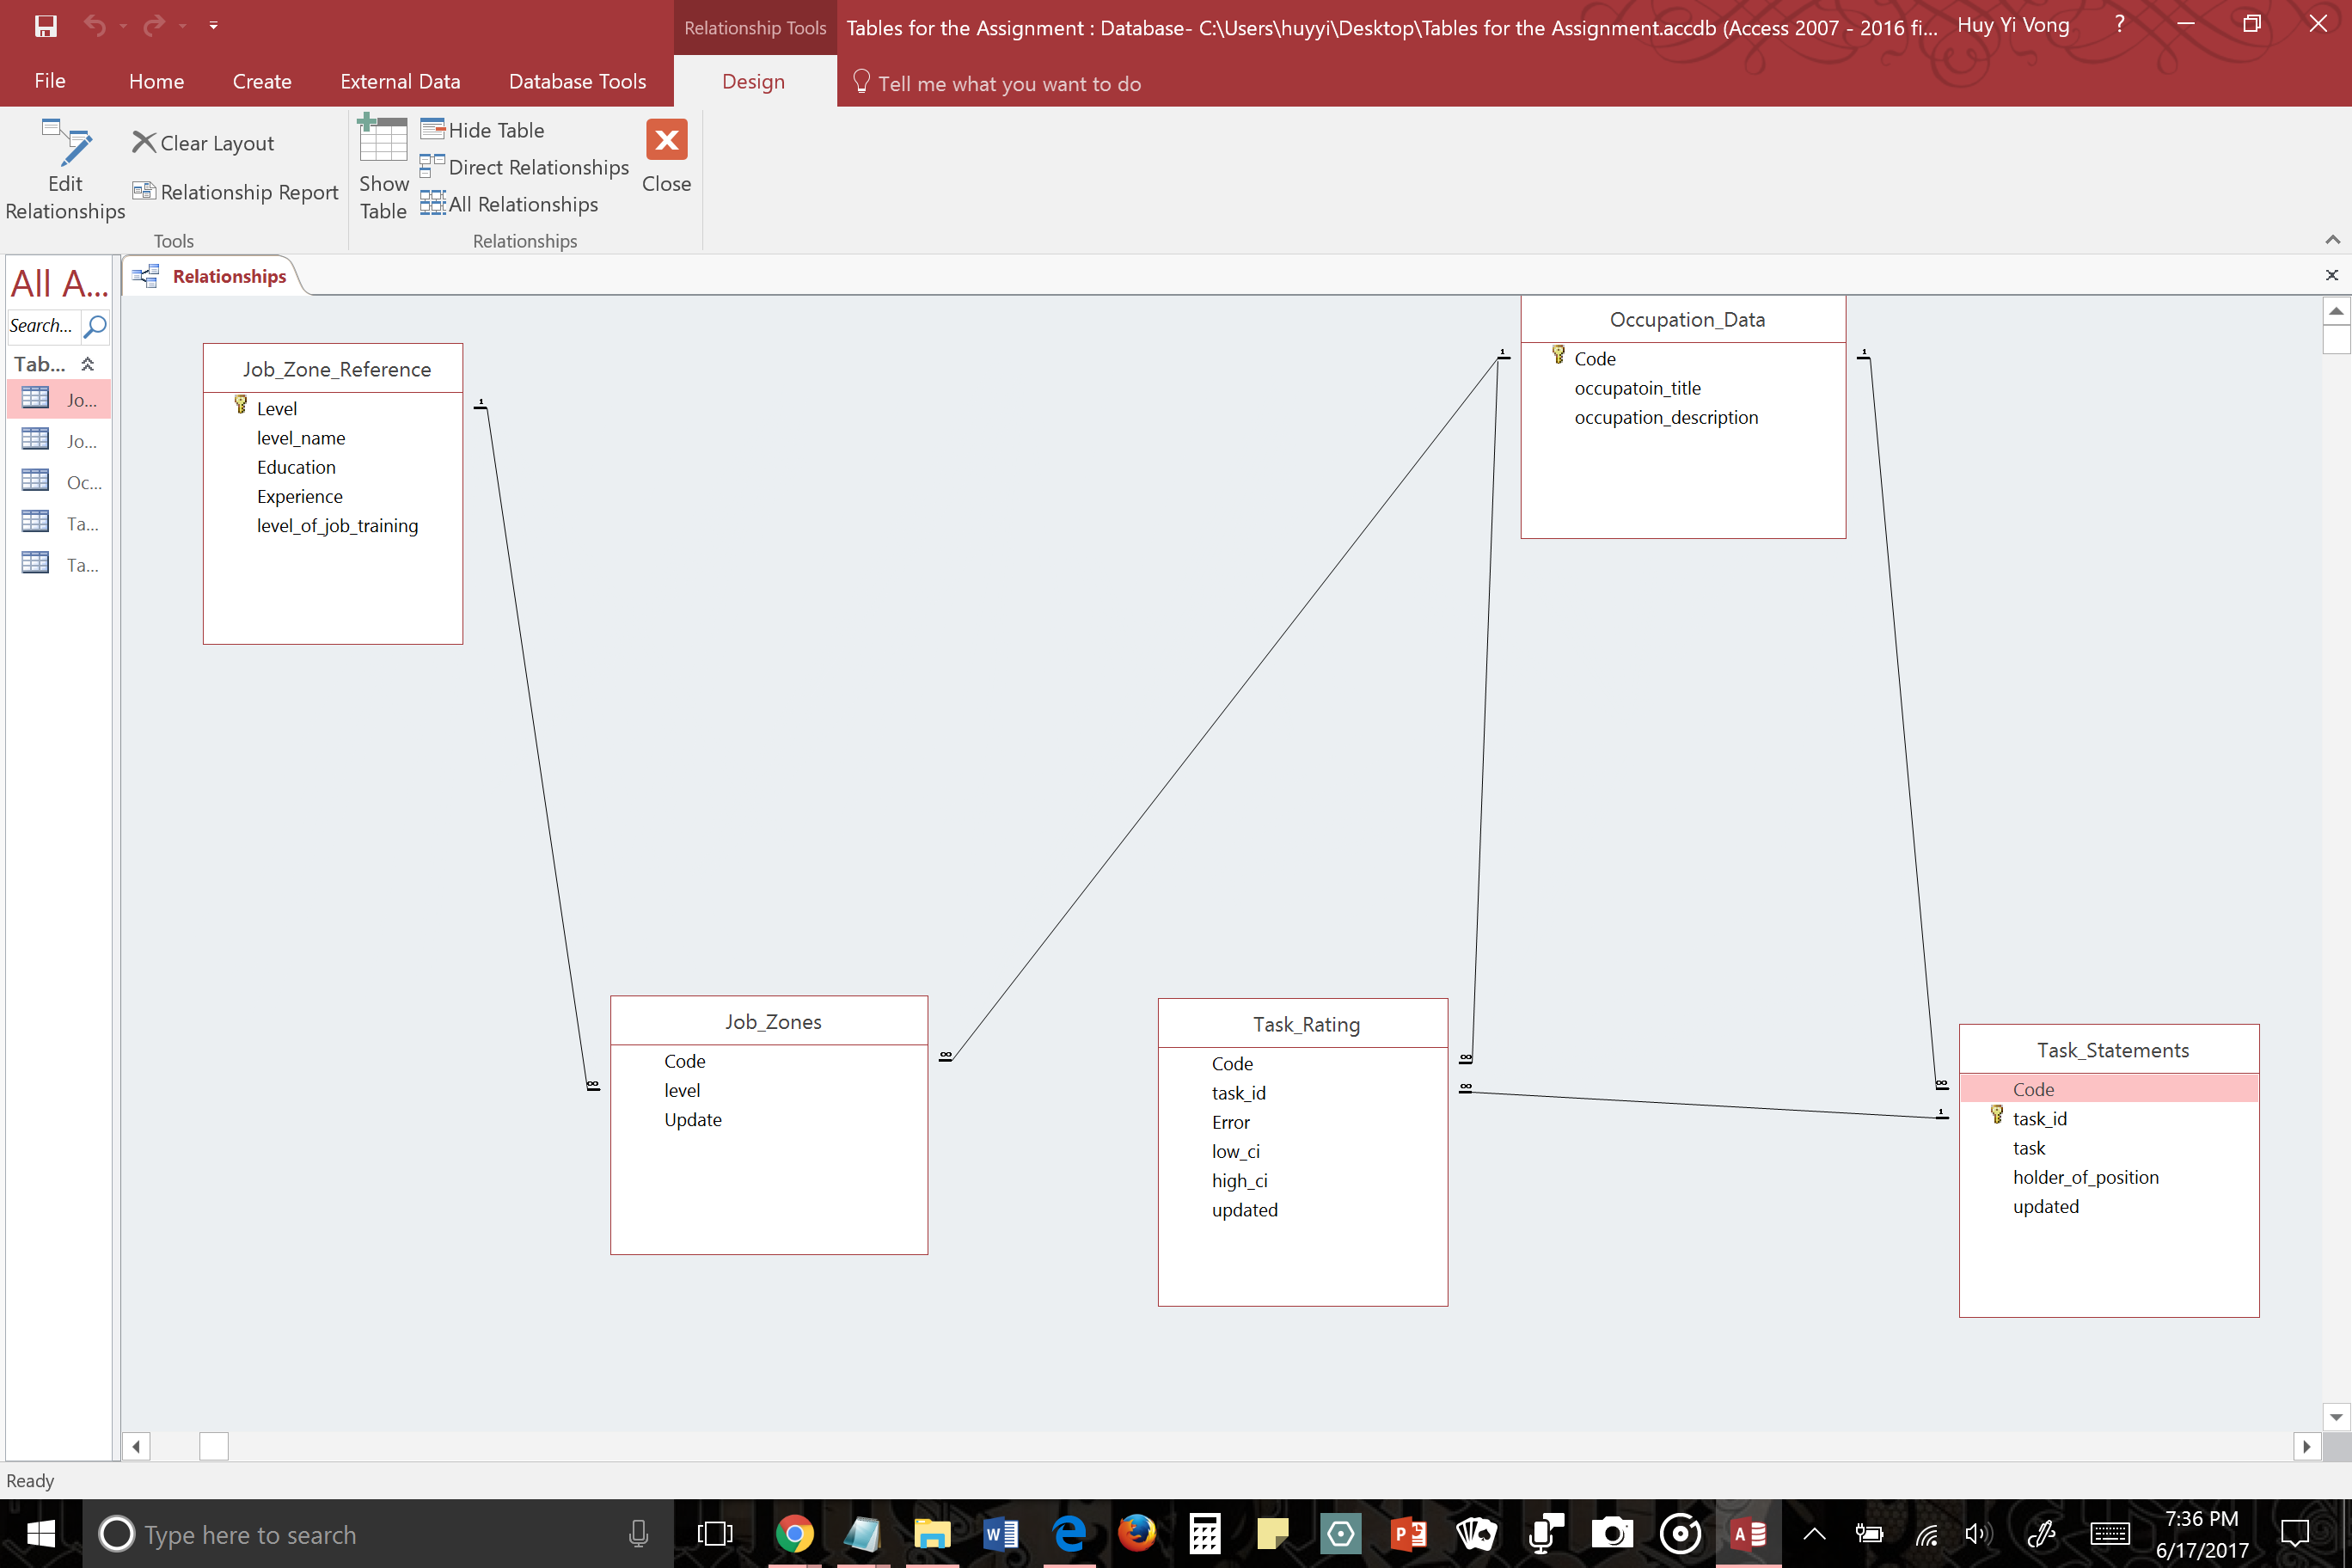 Relationship Tools
Tables for the Assignment : Database- C:\Users\huyyi\Desktop\Tables for the Assignment.accdb (Access 2007 - 2016 fi...
Huy Yi Vong
?
File
Home
Create
External Data
Database Tools
Design
Tell me what you want to do
Edit
Relationships
Clear Layout
Relationship Report
Tools
Show
Table
Hide Table
Direct Relationships
All Relationships
Close
Relationships
All A...
Search...
Tab...
Jo...
Jo...
Oc...
Ta...
Ta...
Relationships
Job_Zone_Reference
Level
level_name
Education
Experience
level_of_job_training
1
∞
Occupation_Data
Code
occupatoin_title
occupation_description
1
1
Job_Zones
Code
level
Update
∞
Task_Rating
Code
task_id
Error
low_ci
high_ci
updated
∞
∞
Task_Statements
Code
task_id
task
holder_of_position
updated
∞
1
Ready
Type here to search
7:36 PM
6/17/2017